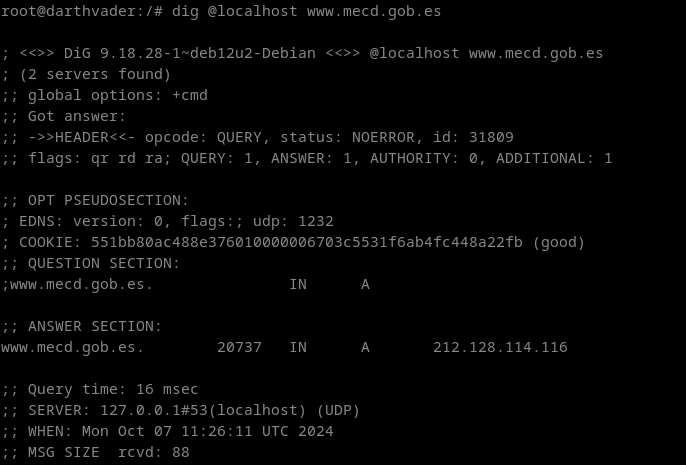 root@darthvader:/# dig @localhost www.mecd.gob.es

; <<>> DiG 9.18.28-1~deb12u2-Debian <<>> @localhost www.mecd.gob.es
; (2 servers found)
;; global options: +cmd
;; Got answer:
;; ->>HEADER<<- opcode: QUERY, status: NOERROR, id: 31809
;; flags: qr rd ra; QUERY: 1, ANSWER: 1, AUTHORITY: 0, ADDITIONAL: 1

;; OPT PSEUDOSECTION:
; EDNS: version: 0, flags:; udp: 1232
; COOKIE: 551bb80ac488e376010000006703c5531f6ab4fc448a22fb (good)
;; QUESTION SECTION:
;www.mecd.gob.es.               IN      A

;; ANSWER SECTION:
www.mecd.gob.es.        20737   IN      A       212.128.114.116

;; Query time: 16 msec
;; SERVER: 127.0.0.1#53(localhost) (UDP)
;; WHEN: Mon Oct 07 11:26:11 UTC 2024
;; MSG SIZE  rcvd: 88